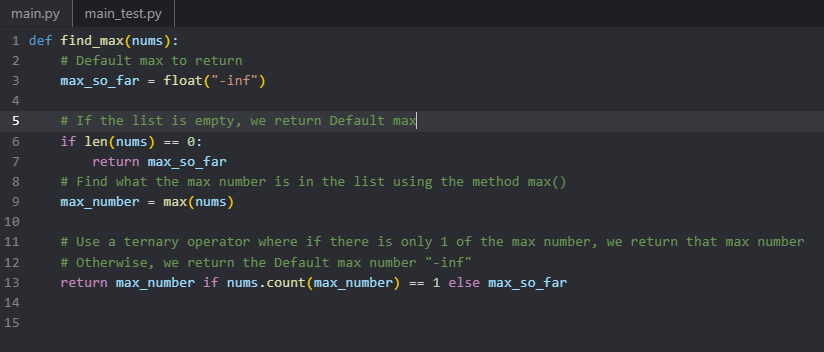 main.py main_test.py
1 def find_max(nums):
2     # Default max to return
3     max_so_far = float("-inf")
4
5     # If the list is empty, we return Default max
6     if len(nums) == 0:
7         return max_so_far
8     # Find what the max number is in the list using the method max()
9     max_number = max(nums)
10
11     # Use a ternary operator where if there is only 1 of the max number, we return that max number
12     # Otherwise, we return the Default max number "-inf"
13     return max_number if nums.count(max_number) == 1 else max_so_far
14
15